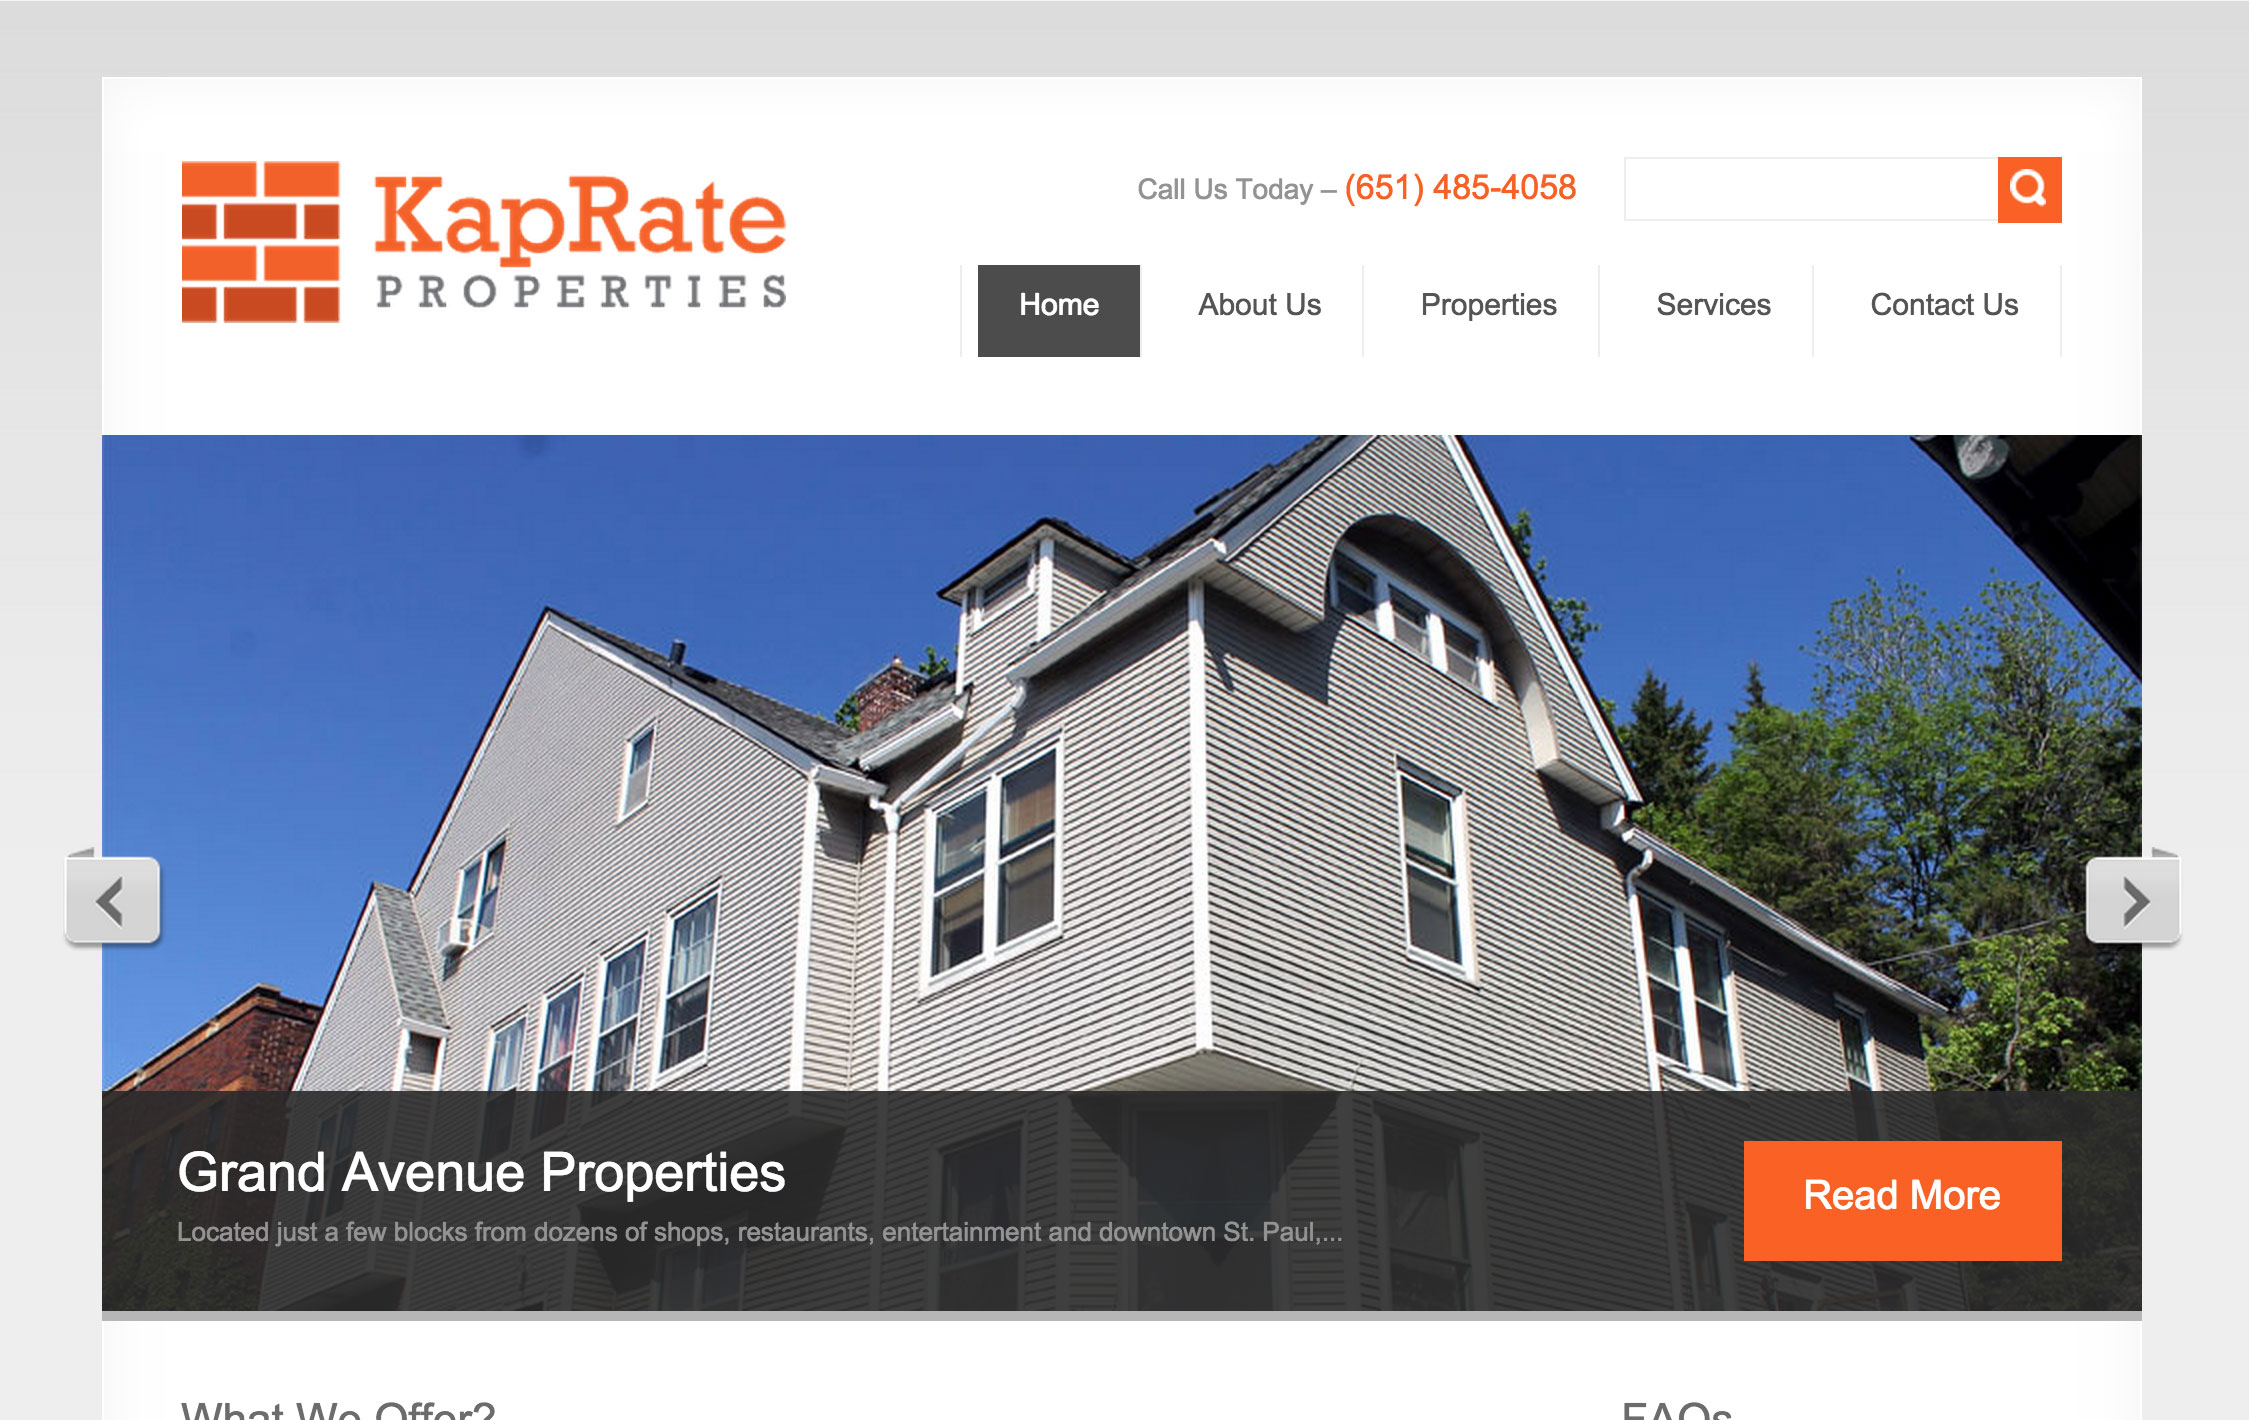 KapRate
PROPERTIES
Call Us Today – (651) 485-4058
Home
About Us
Properties
Services
Contact Us
Grand Avenue Properties
Located just a few blocks from dozens of shops, restaurants, entertainment and downtown St. Paul,...
Read More
What We Offer?
FAQs